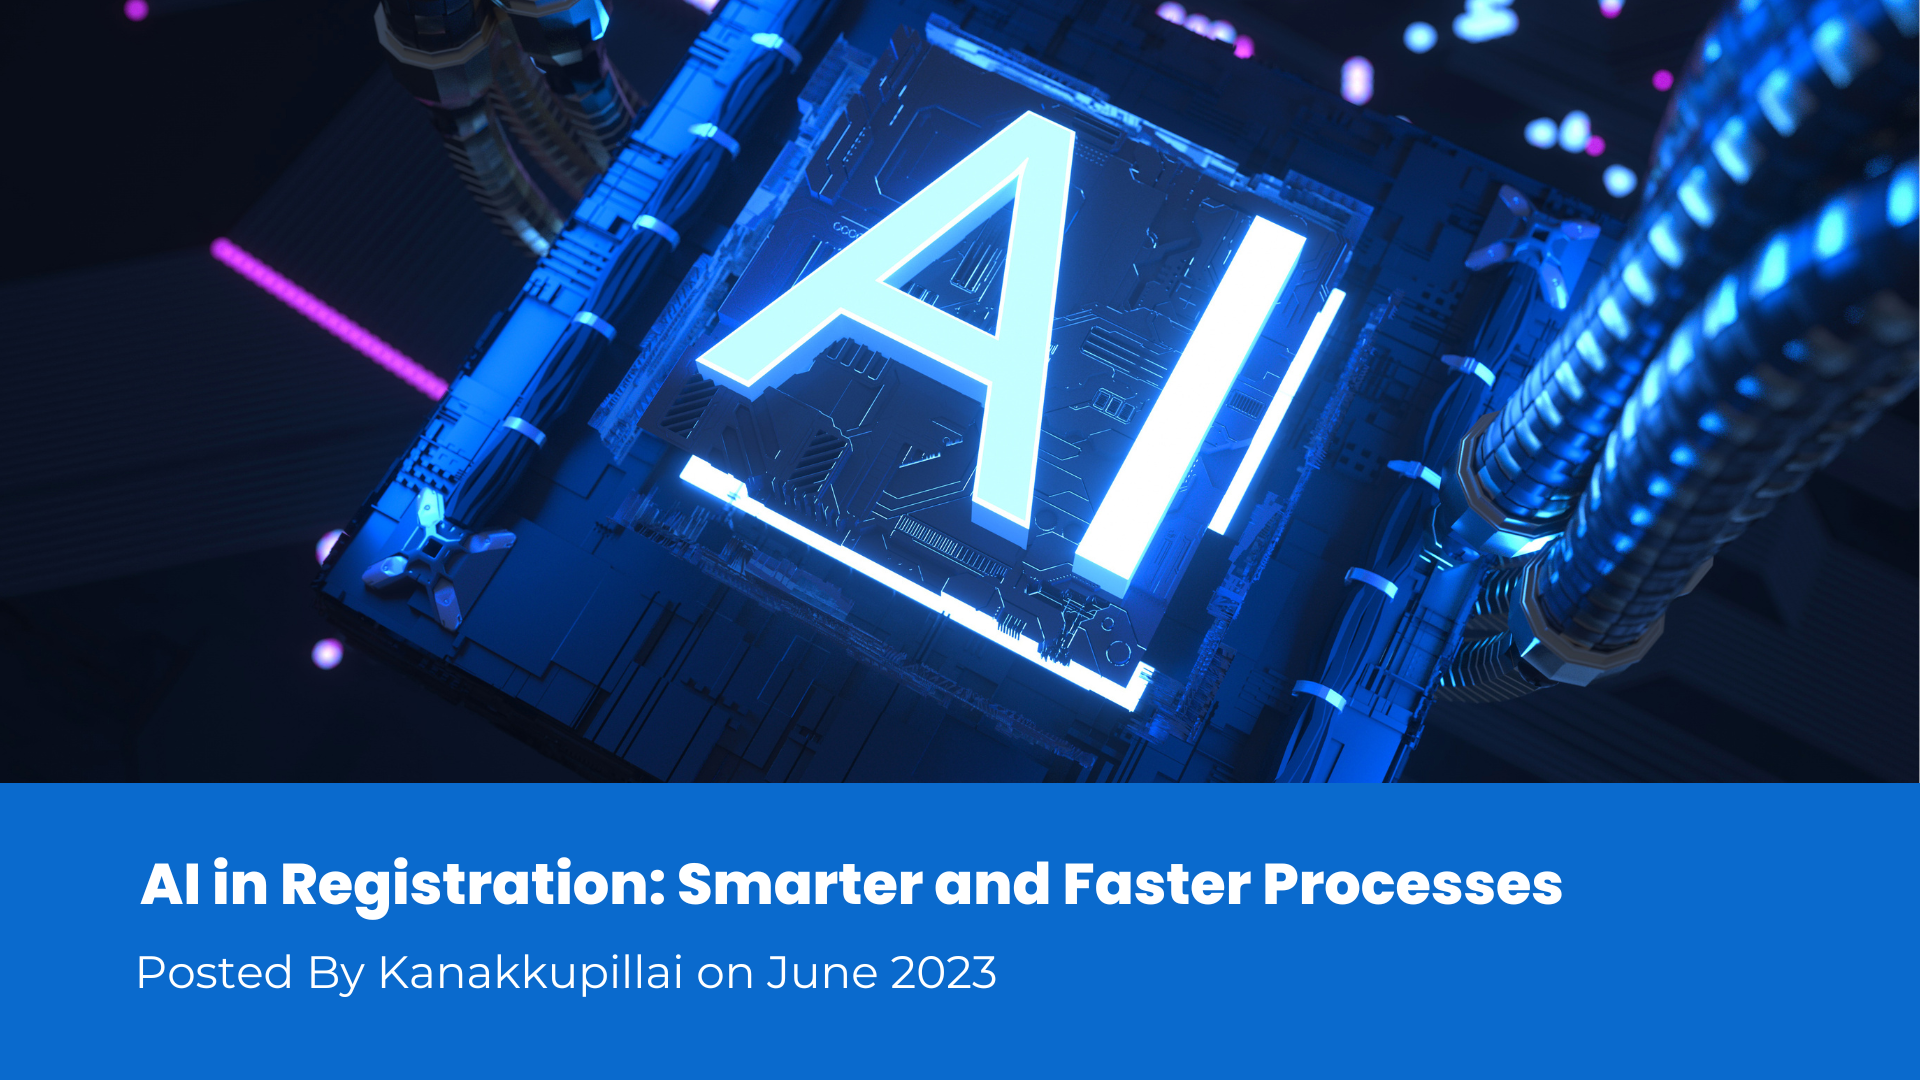 AI
AI in Registration: Smarter and Faster Processes
Posted By Kanakkupillai on June 2023